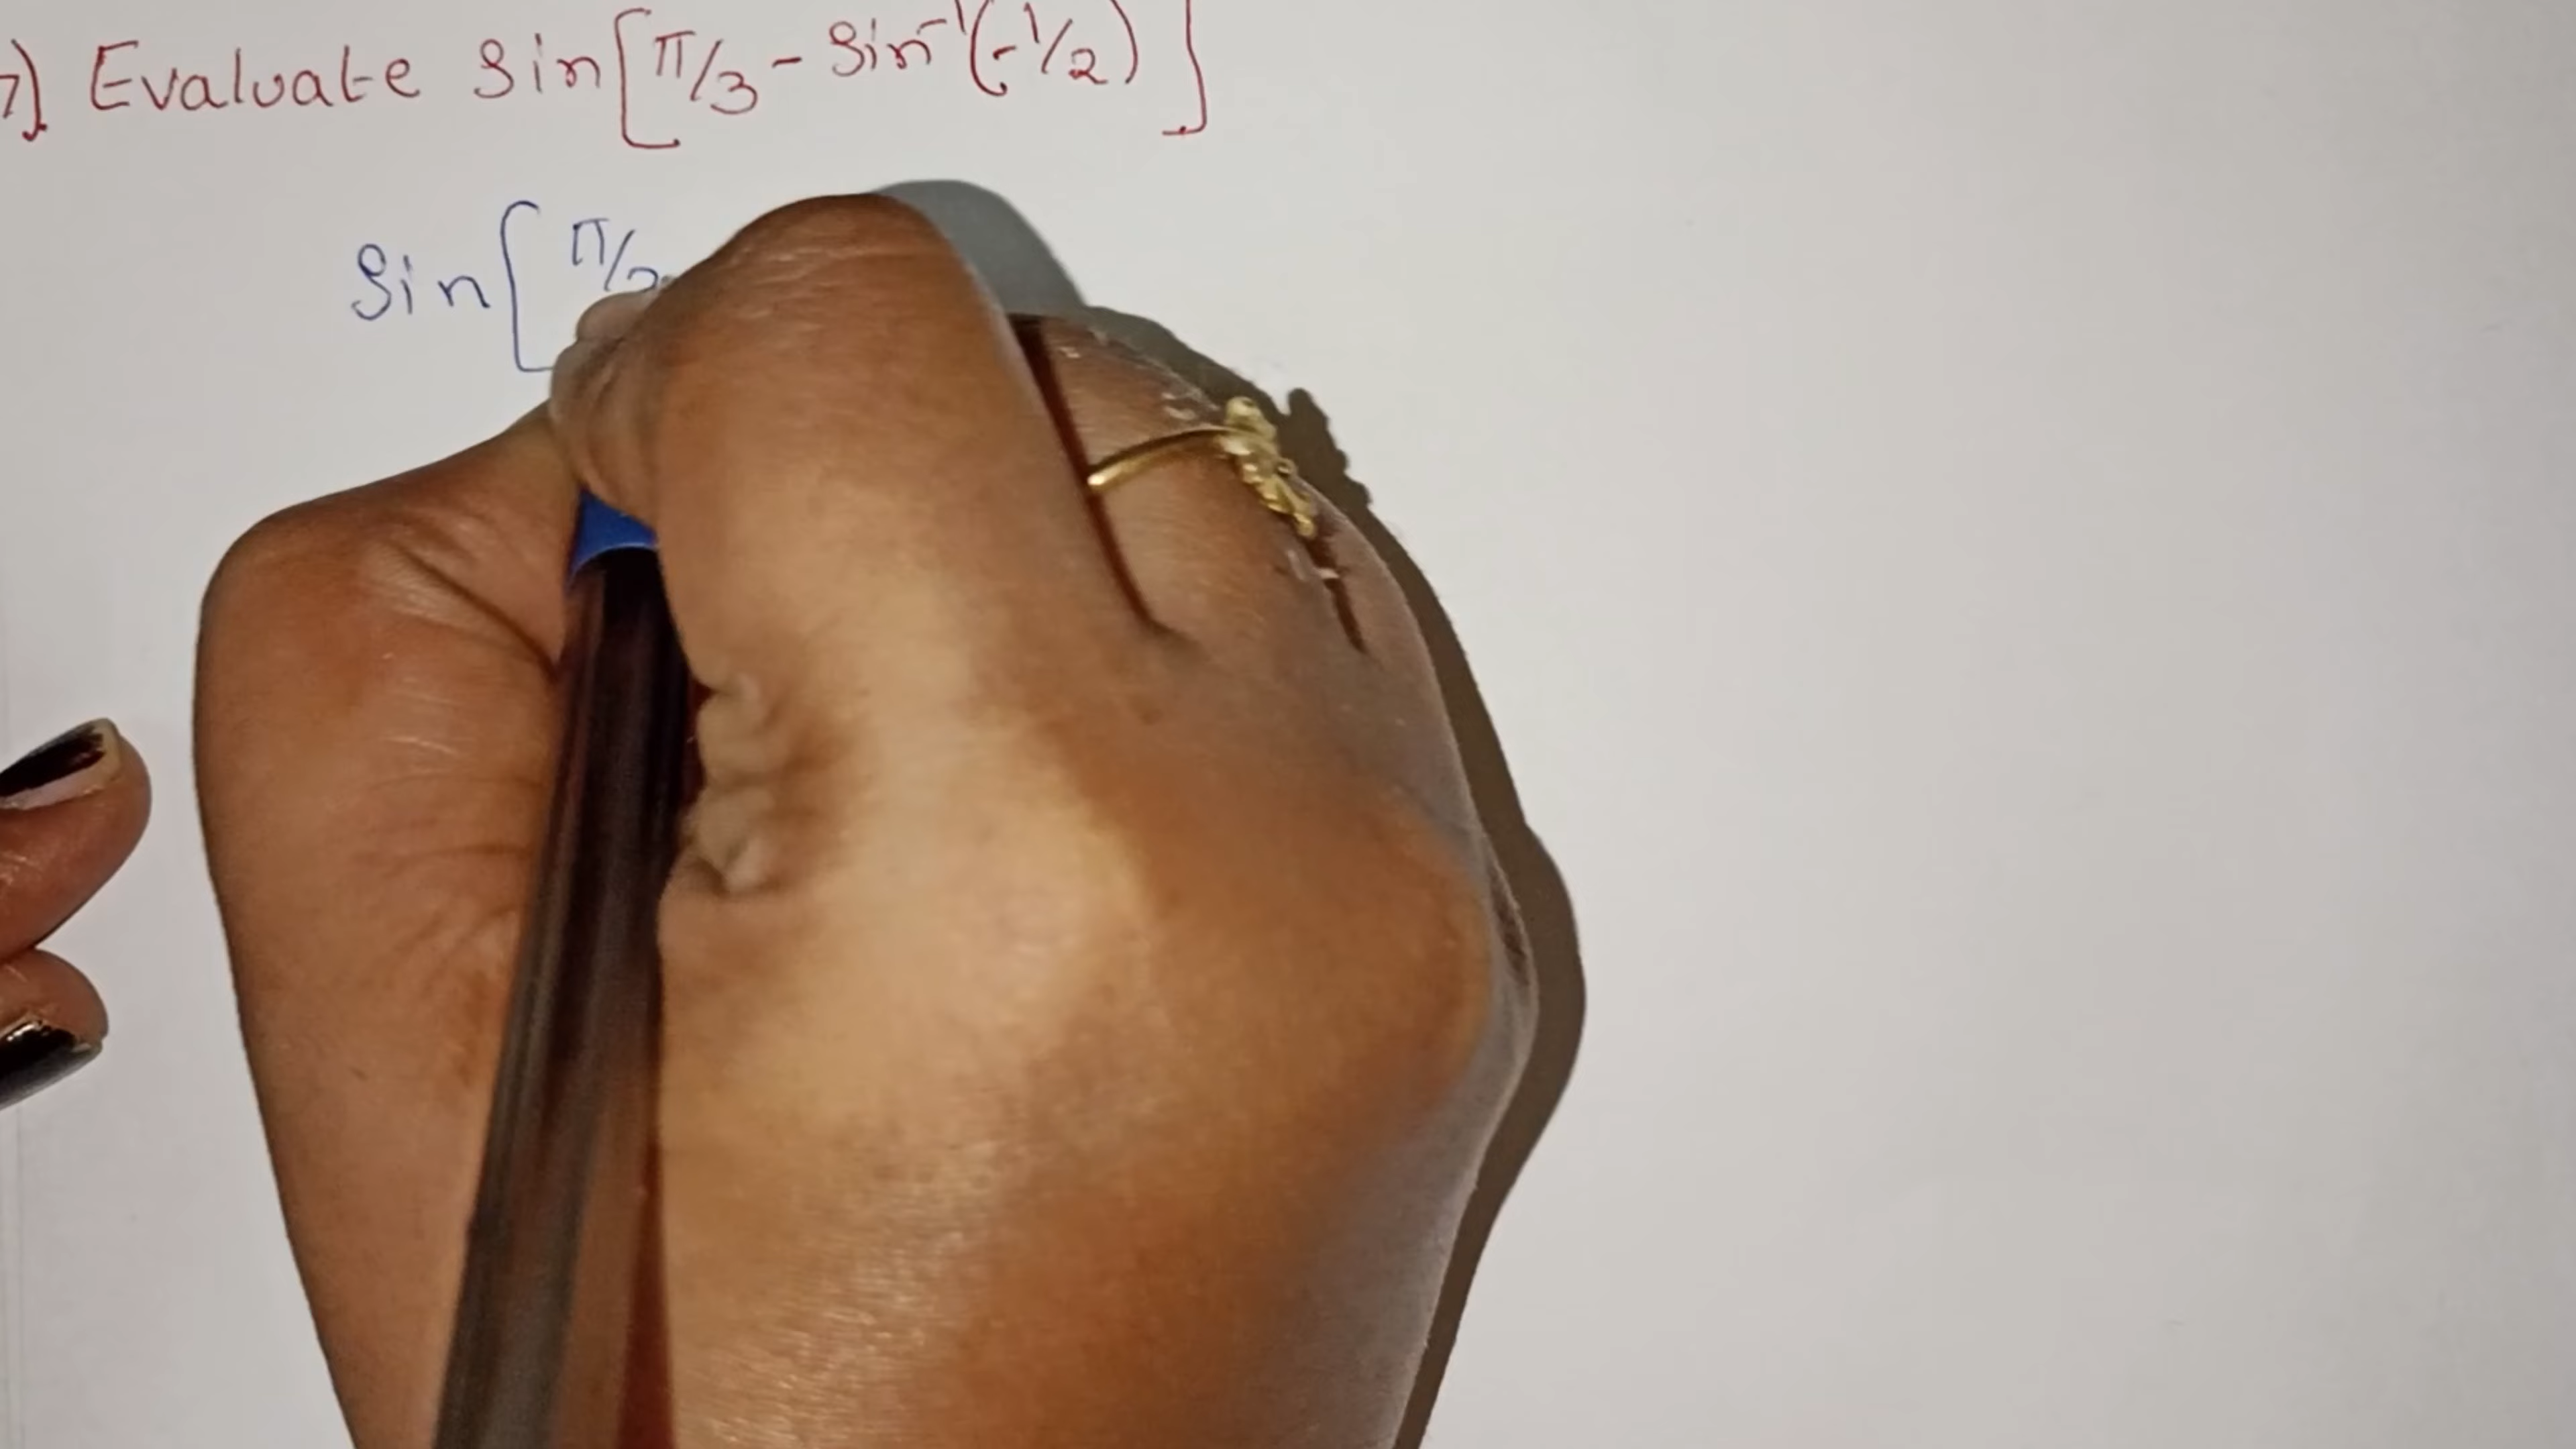 7) Evaluate Sin[π/3 - Sin⁻¹(-1/2)]
Sin[π/